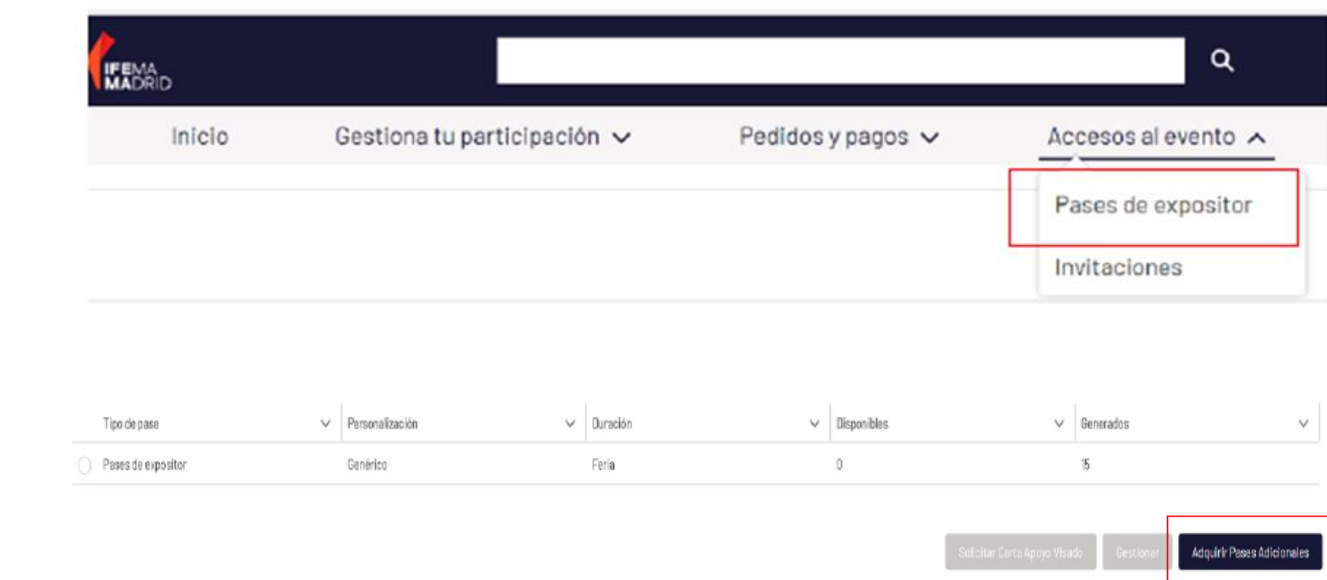 IFEMA
MADRID
Inicio Gestiona tu participación Pedidos y pagos Accesos al evento
Pases de expositor
Invitaciones
Tipo de pase Personalización Duración Disponibles Generados
Pases de expositor Genérico Feria 0 15
Solicitar Carta Apoyo Visado Gestionar Adquirir Pases Adicionales